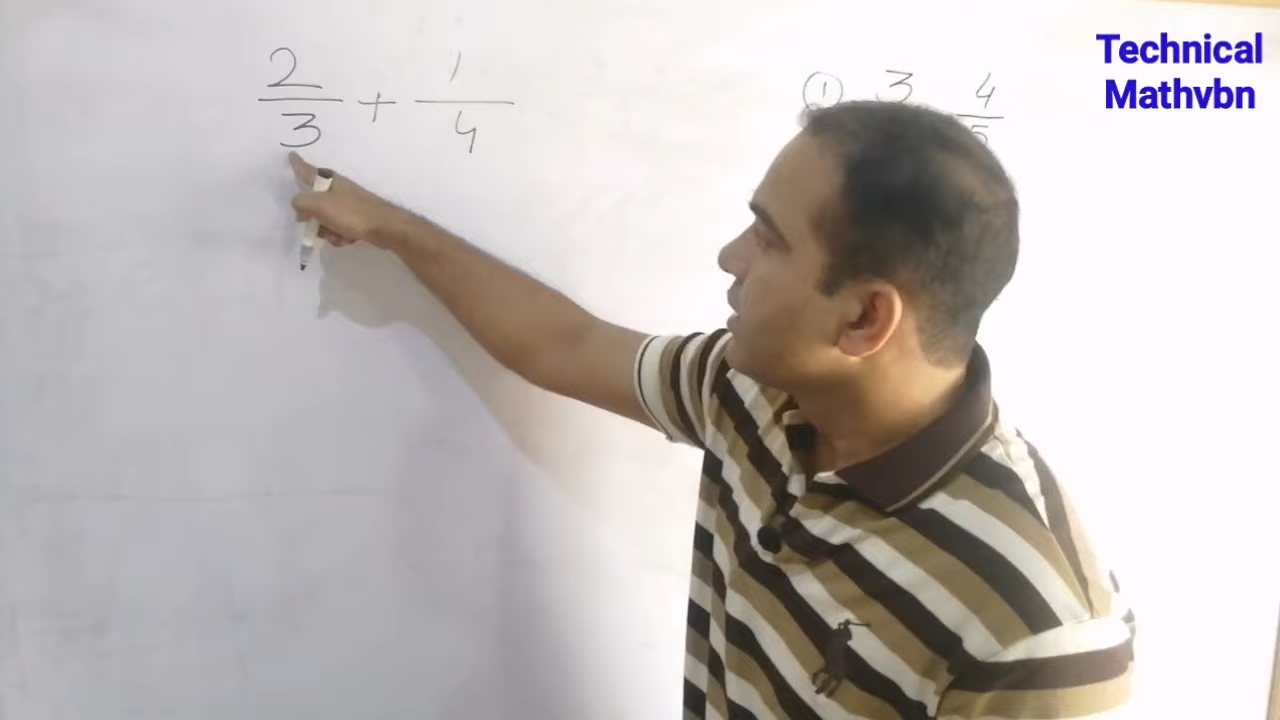 2/3 + 1/4
① 3 4/5
Technical
Mathvbn